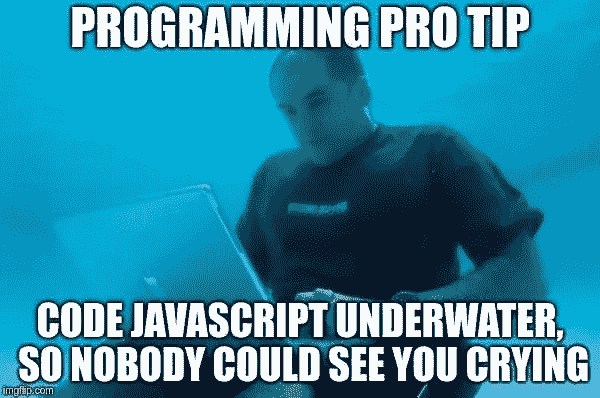 PROGRAMMING PRO TIP
CODE JAVASCRIPT UNDERWATER,
SO NOBODY COULD SEE YOU CRYING
imgflip.com